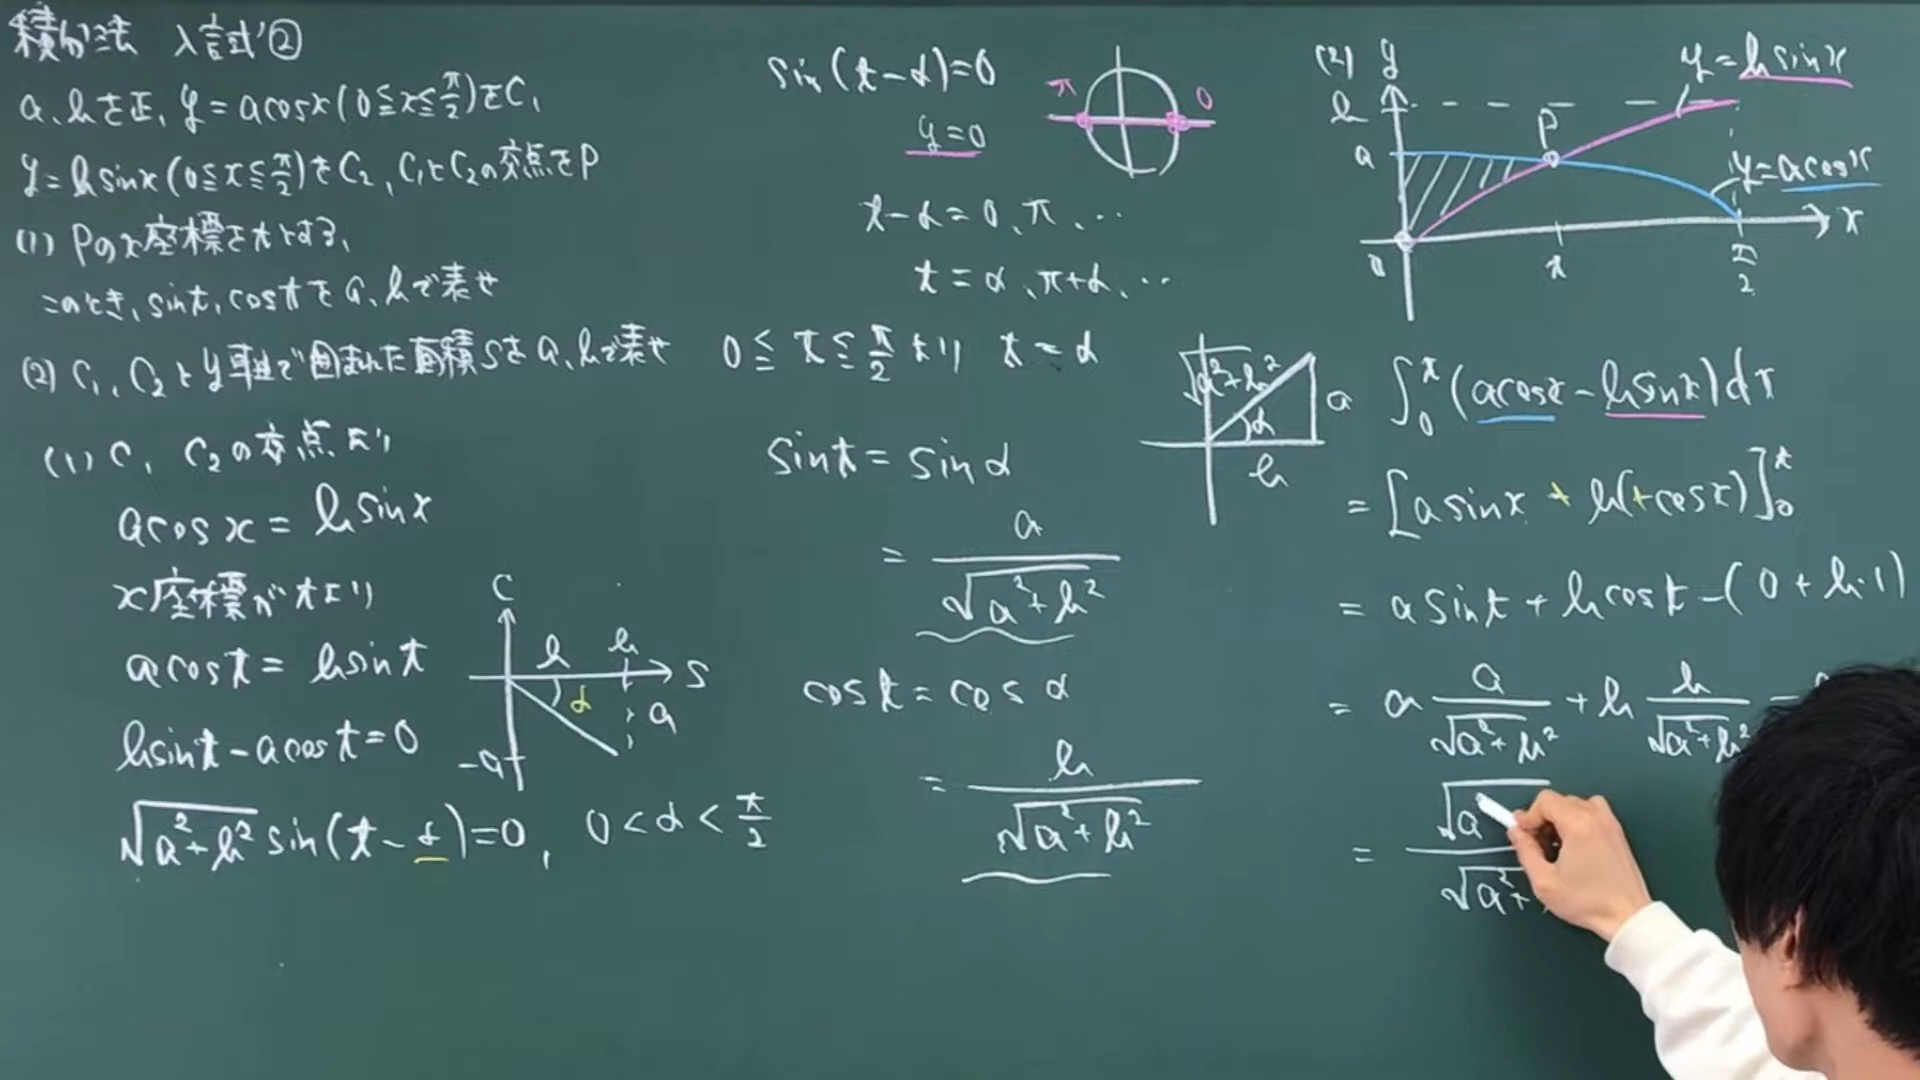 積分法 入試②
a、bを正、y=acosx(0≦x≦π/2)をC₁
y=bsinx(0≦x≦π/2)をC₂、C₁とC₂の交点をP
(1) Pのx座標をtとする、
このとき、sint、costをa、bで表せ
(2) C₁、C₂とy軸で囲まれた面積Sをa、bで表せ
(1) C₁ C₂の交点より
acosx=bsinx
x座標がtより
acost=bsint
bsint-acost=0
√(a²+b²) sin(t-α)=0, 0<α<π/2
C
b
b
S
α
a
-a
sin(t-α)=0
y=0
π
0
t-α=0、π、…
t=α、π+α、…
0≦t≦π/2より t=α
√(a²+b²)
a
α
b
sint=sinα
=a/√(a²+b²)
cost=cosα
=b/√(a²+b²)
(2)
y
y=bsinx
b
P
a
y=acosx
x
0
t
π/2
∫₀ᵗ(acosx-bsinx)dx
=[asinx+b(+cosx)]₀ᵗ
=asint+bcost-(0+b・1)
=a a/√(a²+b²)+b b/√(a²+b²)-
=√a²/√a²+